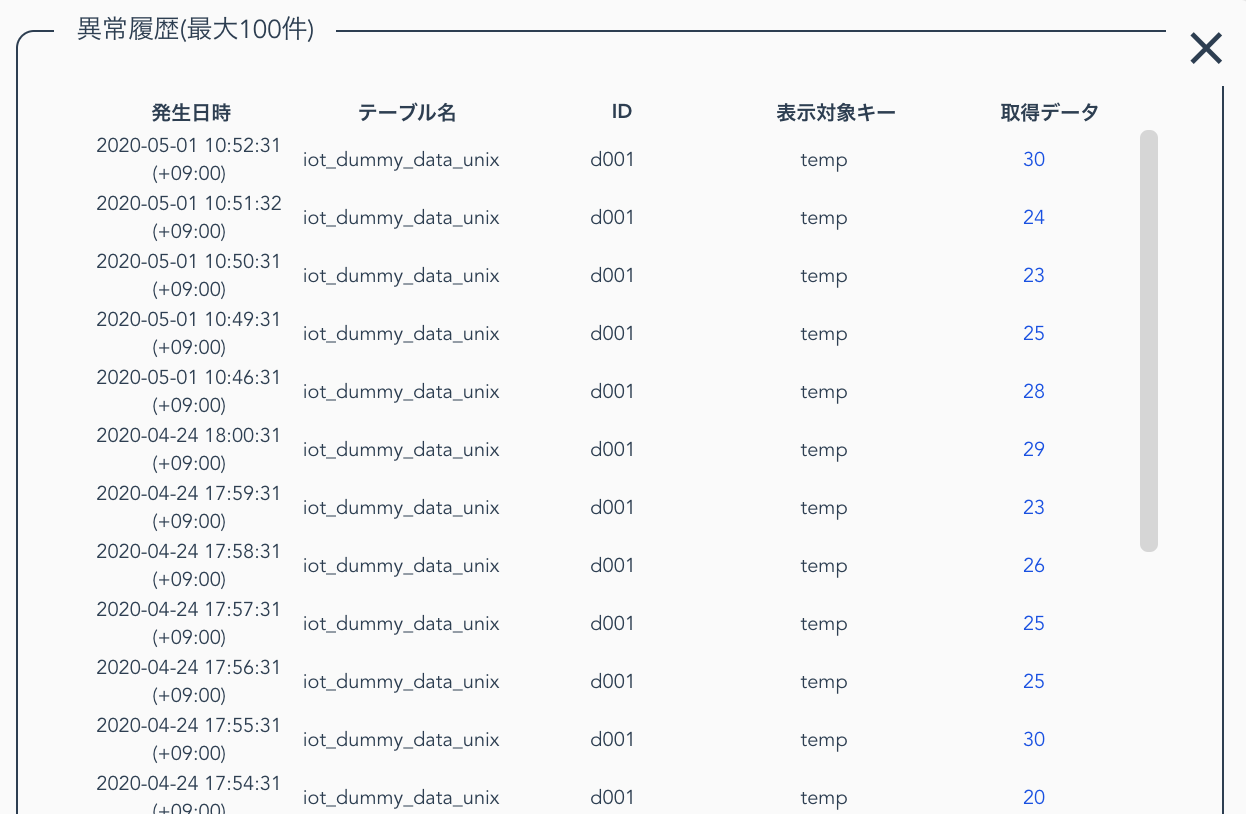 異常履歴(最大100件)
発生日時 テーブル名 ID 表示対象キー 取得データ
2020-05-01 10:52:31
(+09:00) iot_dummy_data_unix d001 temp 30
2020-05-01 10:51:32
(+09:00) iot_dummy_data_unix d001 temp 24
2020-05-01 10:50:31
(+09:00) iot_dummy_data_unix d001 temp 23
2020-05-01 10:49:31
(+09:00) iot_dummy_data_unix d001 temp 25
2020-05-01 10:46:31
(+09:00) iot_dummy_data_unix d001 temp 28
2020-04-24 18:00:31
(+09:00) iot_dummy_data_unix d001 temp 29
2020-04-24 17:59:31
(+09:00) iot_dummy_data_unix d001 temp 23
2020-04-24 17:58:31
(+09:00) iot_dummy_data_unix d001 temp 26
2020-04-24 17:57:31
(+09:00) iot_dummy_data_unix d001 temp 25
2020-04-24 17:56:31
(+09:00) iot_dummy_data_unix d001 temp 25
2020-04-24 17:55:31
(+09:00) iot_dummy_data_unix d001 temp 30
2020-04-24 17:54:31
(+09:00) iot_dummy_data_unix d001 temp 20